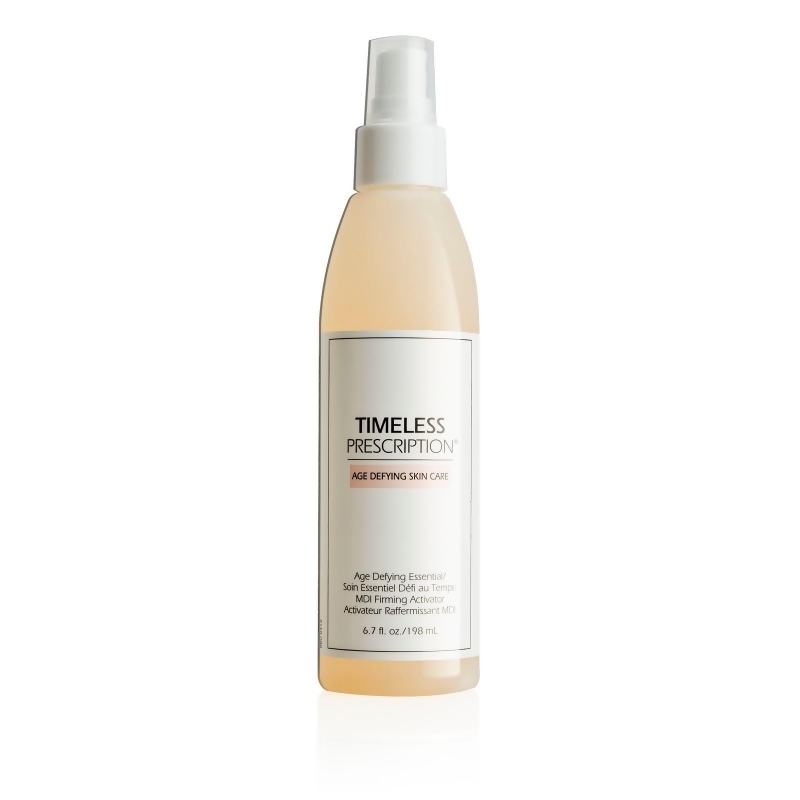 TIMELESS
PRESCRIPTION®
AGE DEFYING SKIN CARE
Age Defying Essential/
Soin Essentiel Défi au Temps
MDI Firming Activator
Activateur Raffermissant MDI
6.7 fl. oz./198 mL